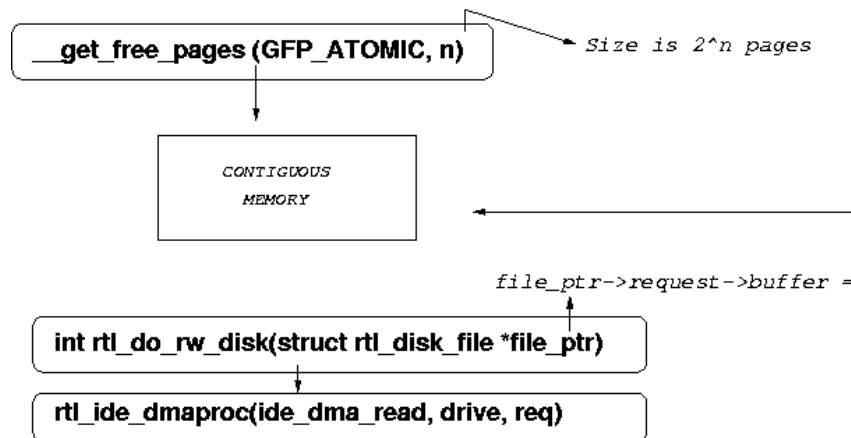 __get_free_pages (GFP_ATOMIC, n)
Size is 2^n pages
CONTIGUOUS
MEMORY
file_ptr->request->buffer =
int rtl_do_rw_disk(struct rtl_disk_file *file_ptr)
rtl_ide_dmaproc(ide_dma_read, drive, req)